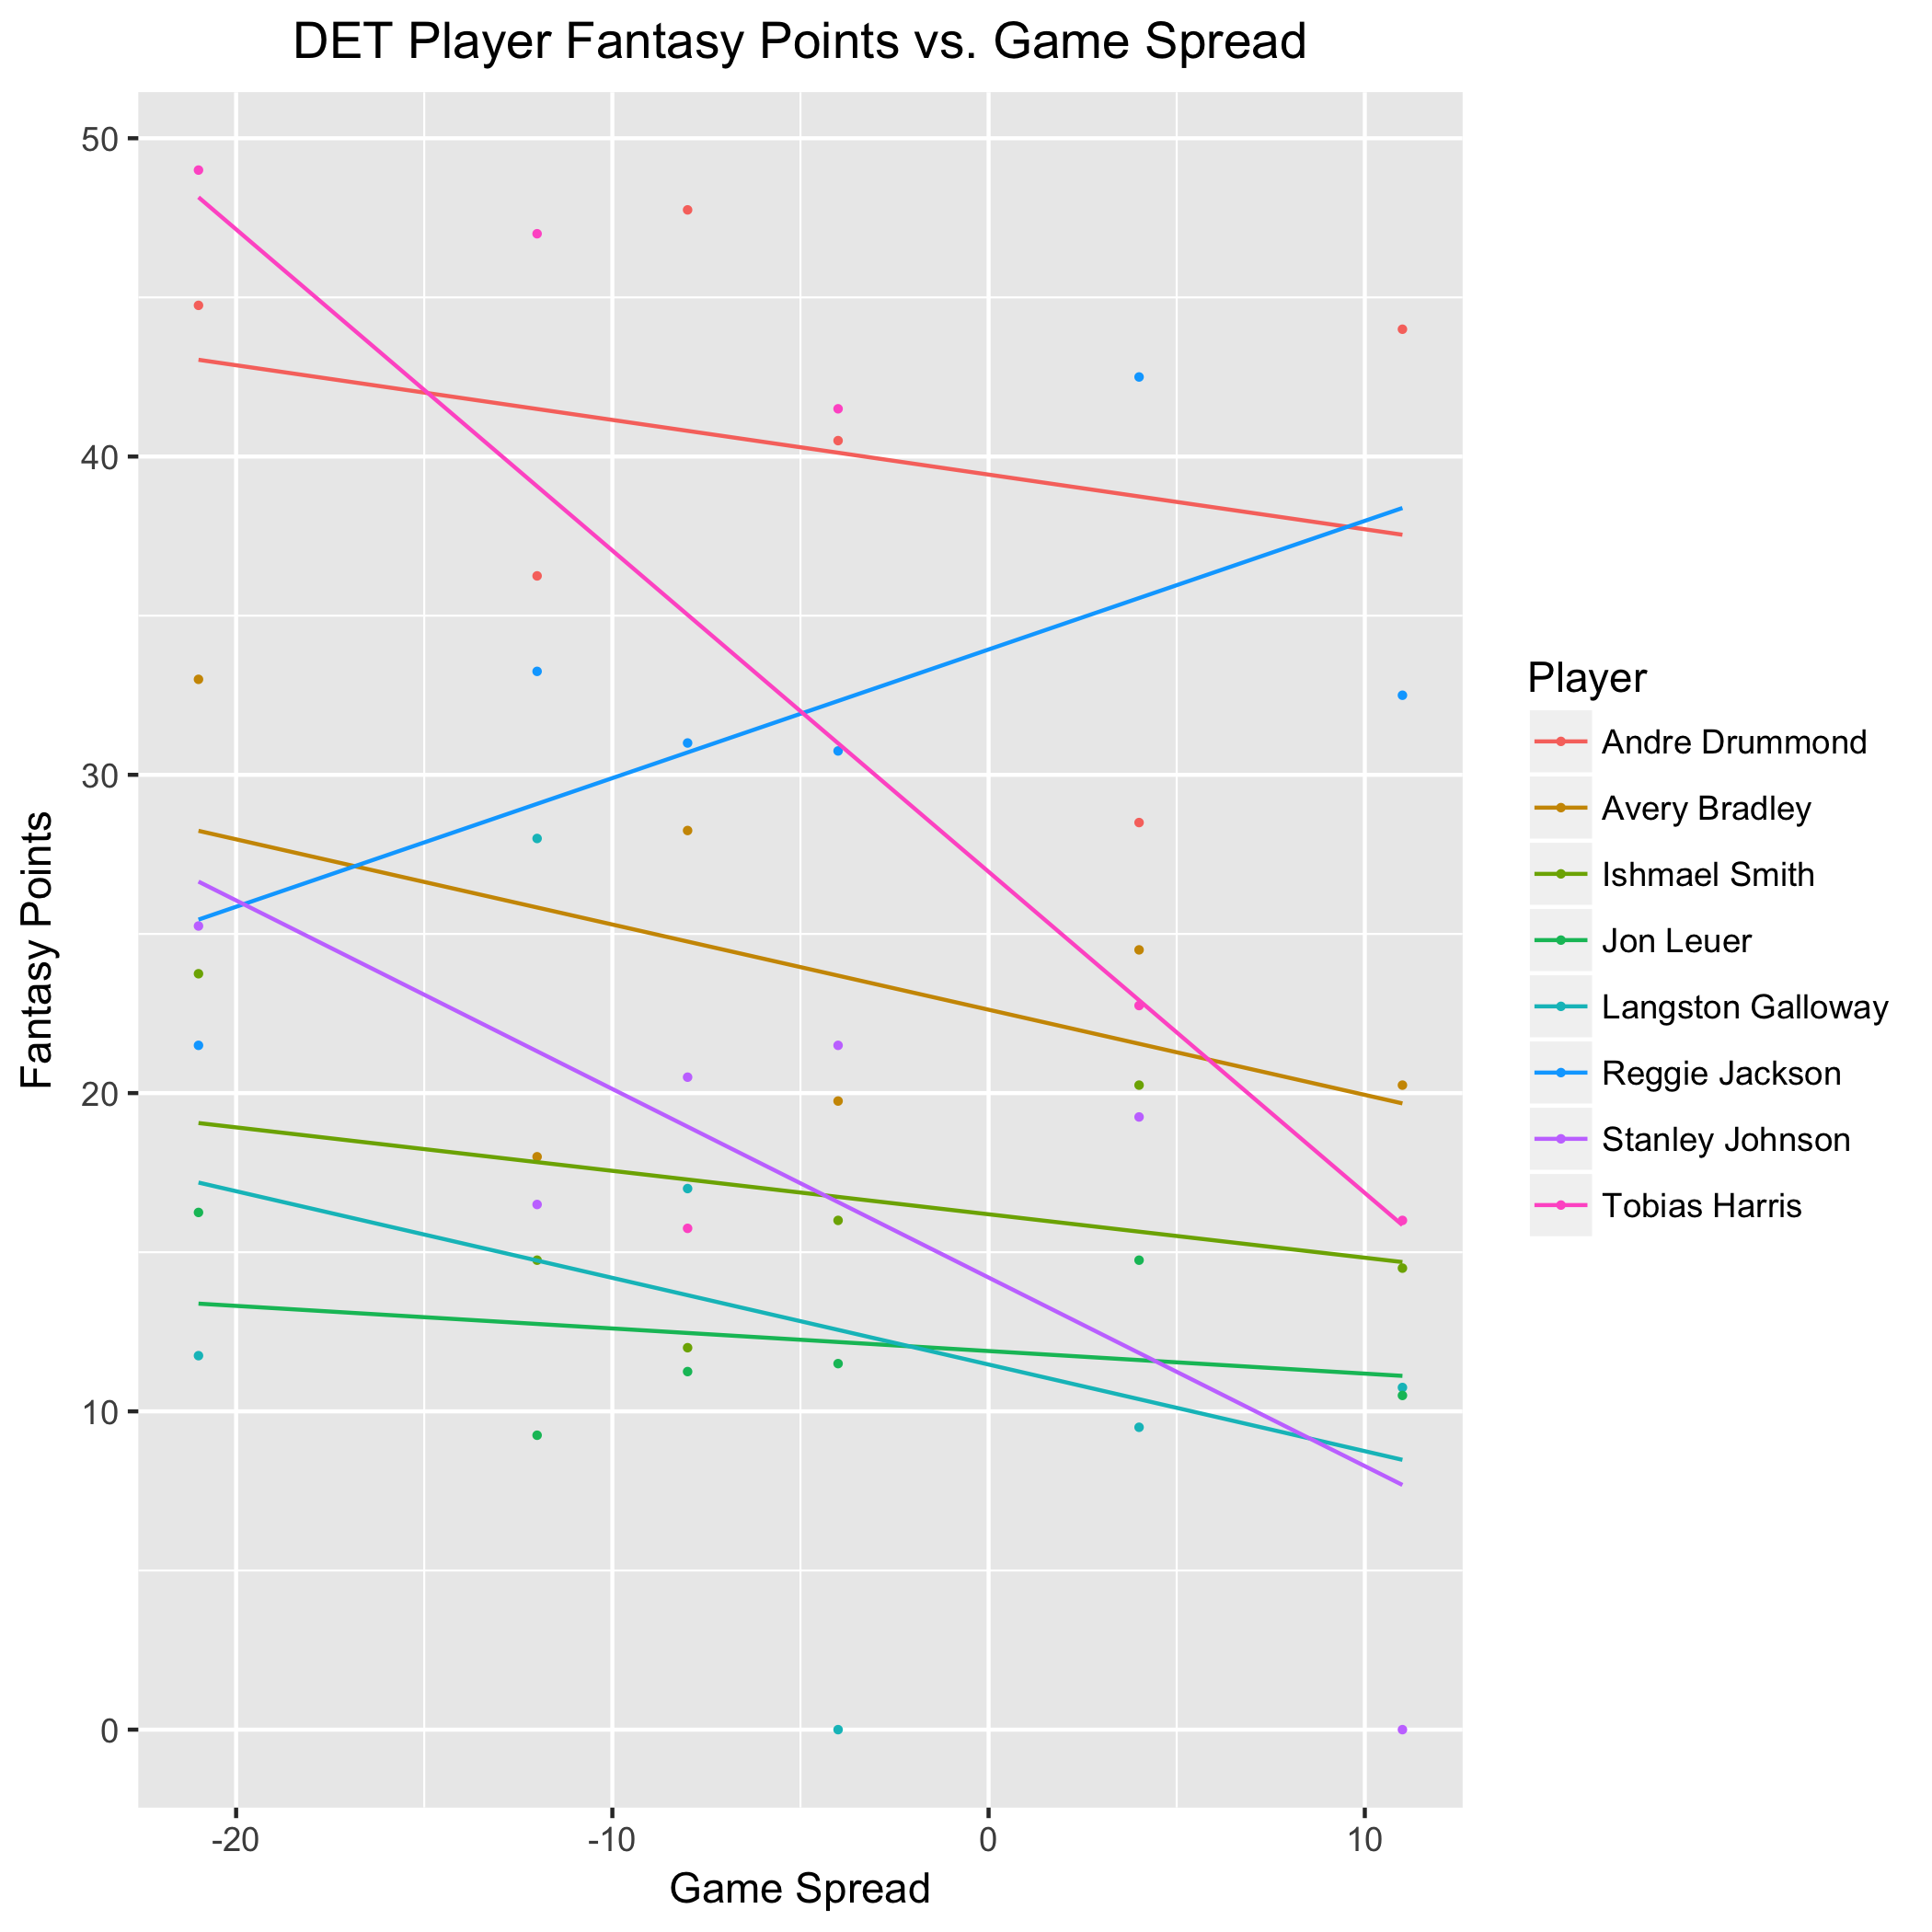 DET Player Fantasy Points vs. Game Spread
50
40
30
20
10
0
Fantasy Points
-20
-10
0
10
Game Spread
Player
Andre Drummond
Avery Bradley
Ishmael Smith
Jon Leuer
Langston Galloway
Reggie Jackson
Stanley Johnson
Tobias Harris